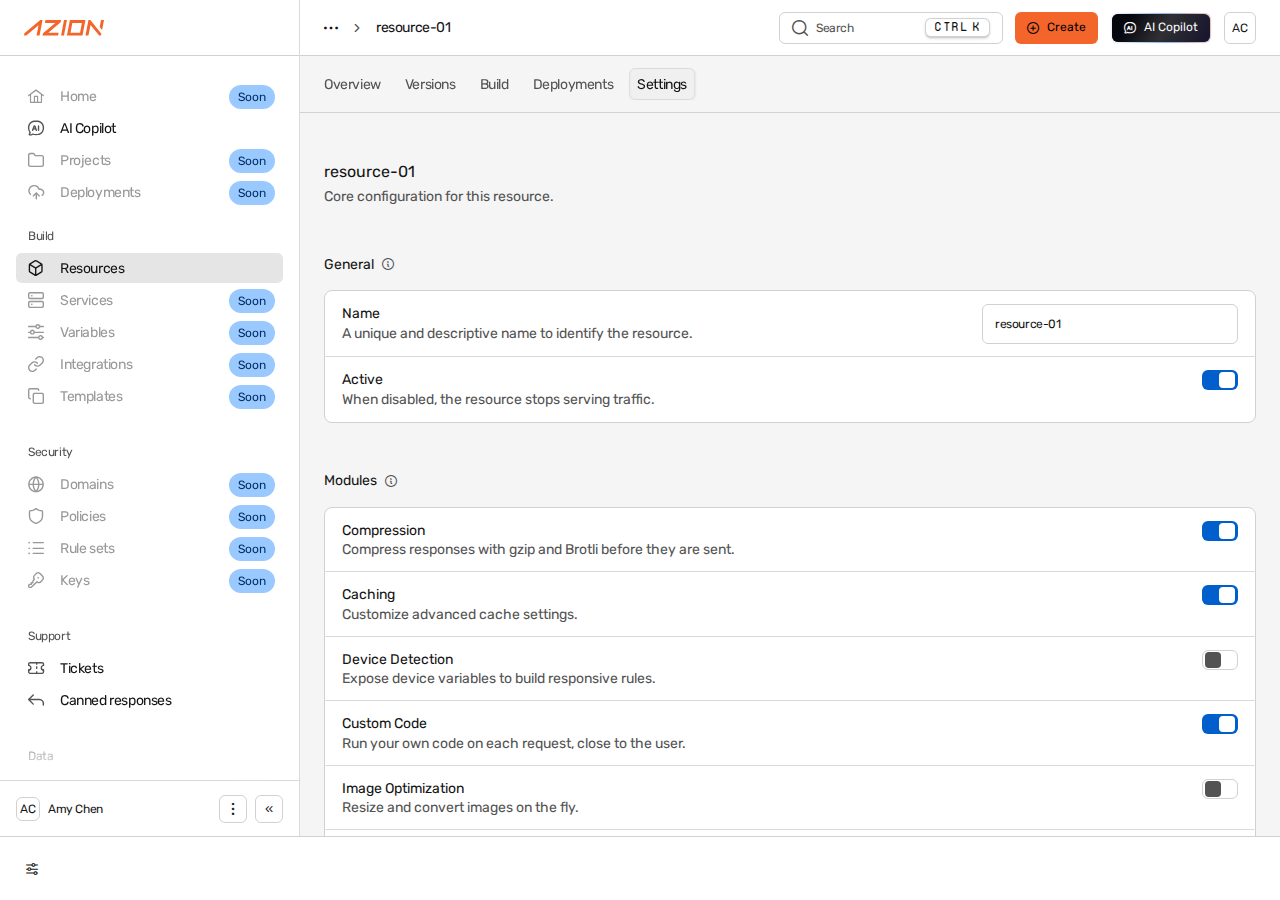 AZION
resource-01
Search
CTRL K
Create
AI Copilot
AC
Overview
Versions
Build
Deployments
Settings
Home
Soon
AI Copilot
Projects
Soon
Deployments
Soon
Build
Resources
Services
Soon
Variables
Soon
Integrations
Soon
Templates
Soon
Security
Domains
Soon
Policies
Soon
Rule sets
Soon
Keys
Soon
Support
Tickets
Canned responses
Data
AC
Amy Chen
resource-01
Core configuration for this resource.
General
Name
A unique and descriptive name to identify the resource.
resource-01
Active
When disabled, the resource stops serving traffic.
Modules
Compression
Compress responses with gzip and Brotli before they are sent.
Caching
Customize advanced cache settings.
Device Detection
Expose device variables to build responsive rules.
Custom Code
Run your own code on each request, close to the user.
Image Optimization
Resize and convert images on the fly.